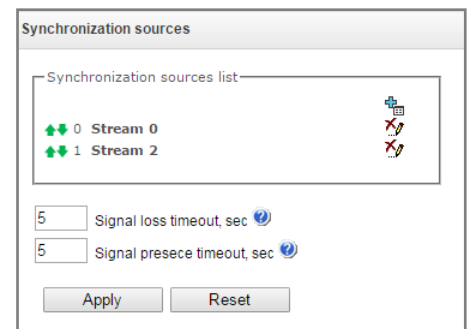 Synchronization sources
Synchronization sources list
0 Stream 0
1 Stream 2
5 Signal loss timeout, sec ?
5 Signal presece timeout, sec ?
Apply Reset